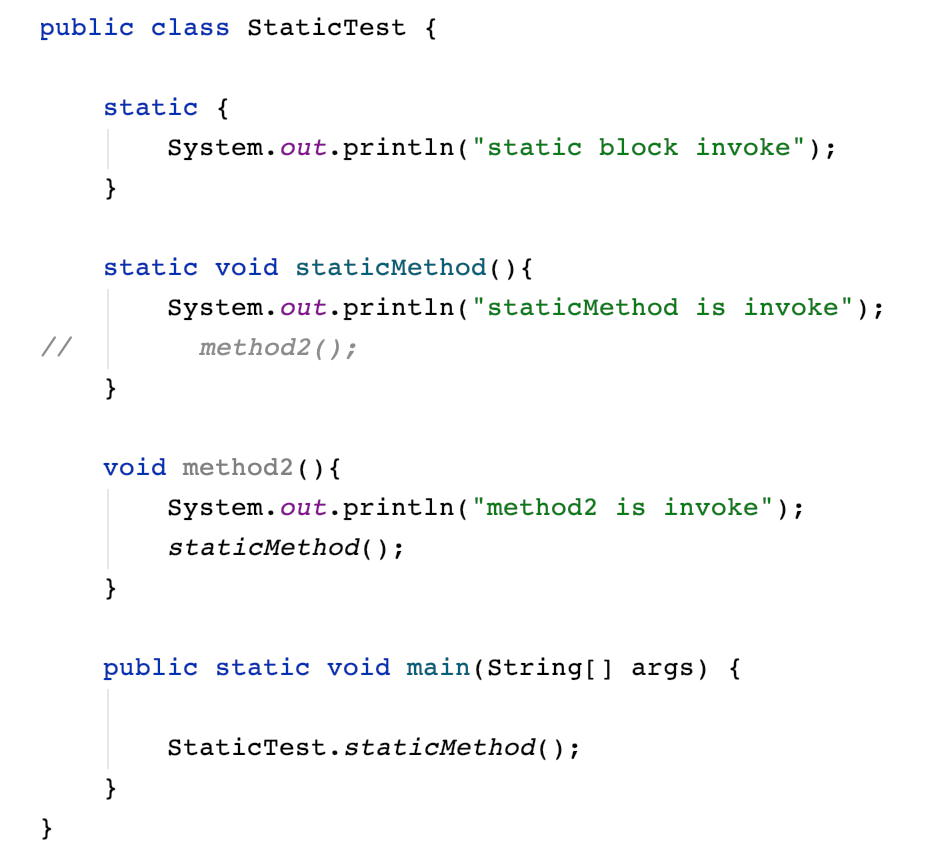 public class StaticTest {
static {
System.out.println("static block invoke");
}
static void staticMethod(){
System.out.println("staticMethod is invoke");
// method2();
}
void method2(){
System.out.println("method2 is invoke");
staticMethod();
}
public static void main(String[] args) {
StaticTest.staticMethod();
}
}